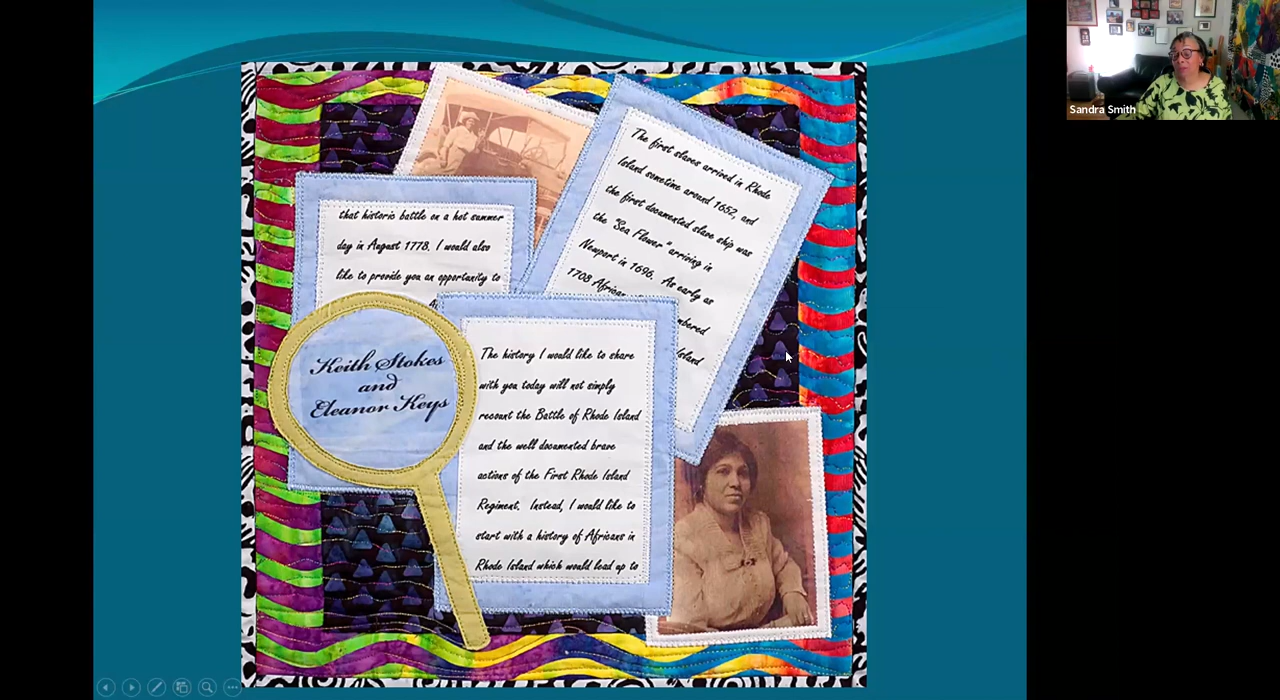 Sandra Smith
The first slaves arrived in Rhode
Island sometime around 1652, and
the first documented slave ship was
the "Sea Flower" arriving in
Newport in 1696. As early as
1708
mbered
Island
that historic battle on a hot summer
day in August 1778. I would also
like to provide you an opportunity to
Keith Stokes
and
Eleanor Keys
The history I would like to share
with you today will not simply
recount the Battle of Rhode Island
and the well documented brave
actions of the First Rhode Island
Regiment. Instead, I would like to
start with a history of Africans in
Rhode Island which would lead up to